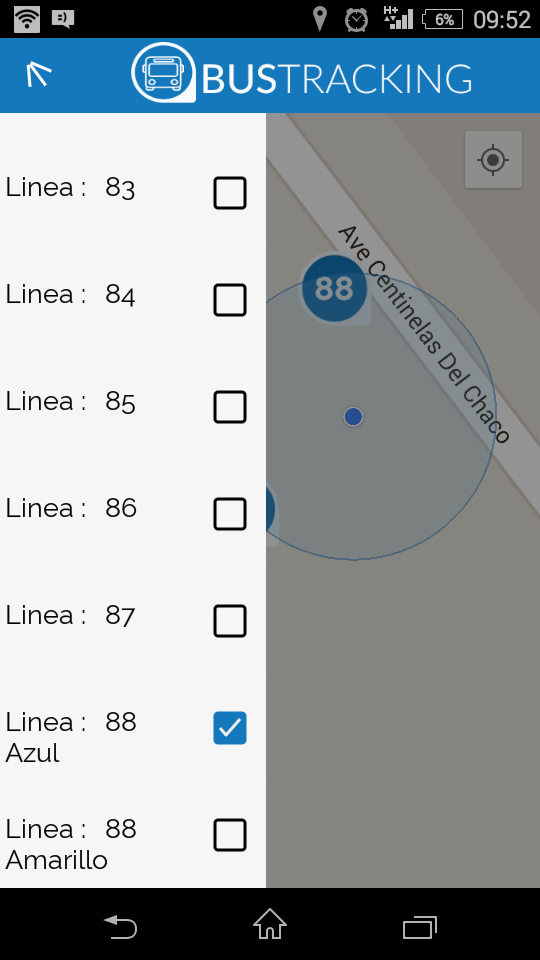 H+ 6% 09:52
BUSTRACKING
Linea : 83
Linea : 84
Linea : 85
Linea : 86
Linea : 87
Linea : 88
Azul
Linea : 88
Amarillo
88
Ave Centinelas Del Chaco